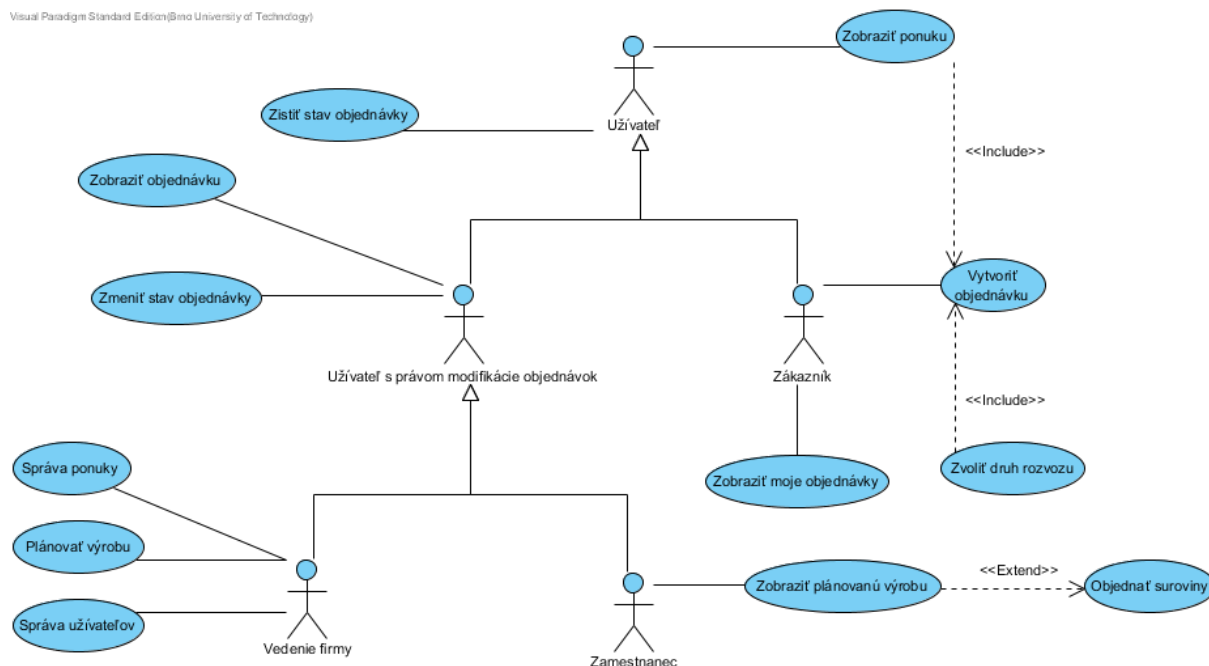 Visual Paradigm Standard Edition(Brno University of Technology)
Zobraziť ponuku
Zistiť stav objednávky
Užívateľ
<<Include>>
Zobraziť objednávku
Zmeniť stav objednávky
Vytvoriť
objednávku
Užívateľ s právom modifikácie objednávok
Zákazník
<<Include>>
Správa ponuky
Zobraziť moje objednávky
Zvoliť druh rozvozu
Plánovať výrobu
<<Extend>>
Zobraziť plánovanú výrobu
Objednať suroviny
Správa užívateľov
Vedenie firmy
Zamestnanec